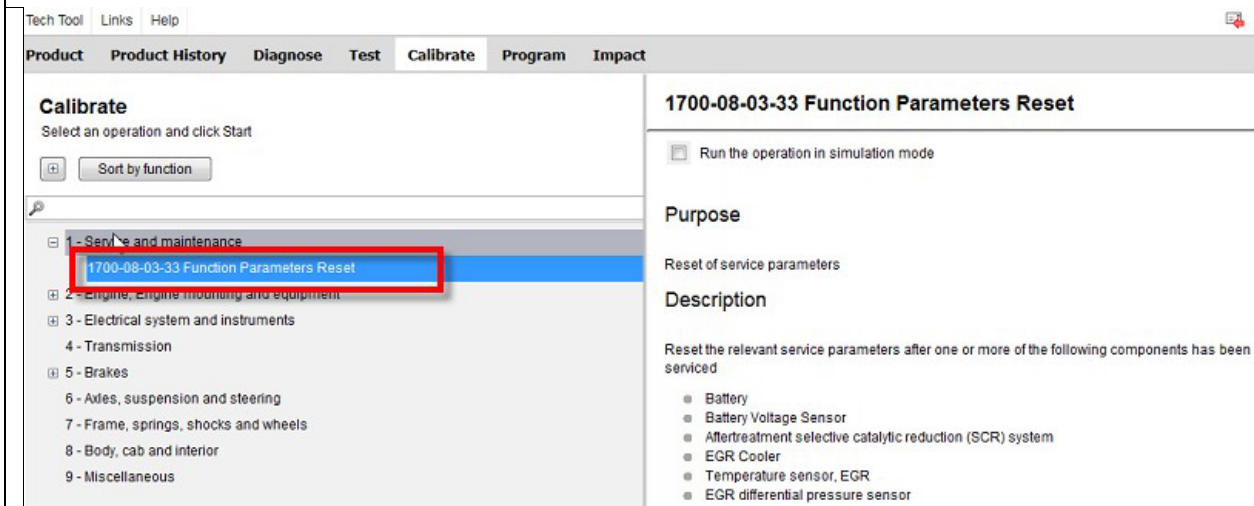 Tech Tool Links Help
Product Product History Diagnose Test Calibrate Program Impact
Calibrate
Select an operation and click Start
Sort by function
1 - Service and maintenance
1700-08-03-33 Function Parameters Reset
2 - Engine, Engine mounting and equipment
3 - Electrical system and instruments
4 - Transmission
5 - Brakes
6 - Axles, suspension and steering
7 - Frame, springs, shocks and wheels
8 - Body, cab and interior
9 - Miscellaneous
1700-08-03-33 Function Parameters Reset
Run the operation in simulation mode
Purpose
Reset of service parameters
Description
Reset the relevant service parameters after one or more of the following components has been
serviced
Battery
Battery Voltage Sensor
Aftertreatment selective catalytic reduction (SCR) system
EGR Cooler
Temperature sensor, EGR
EGR differential pressure sensor